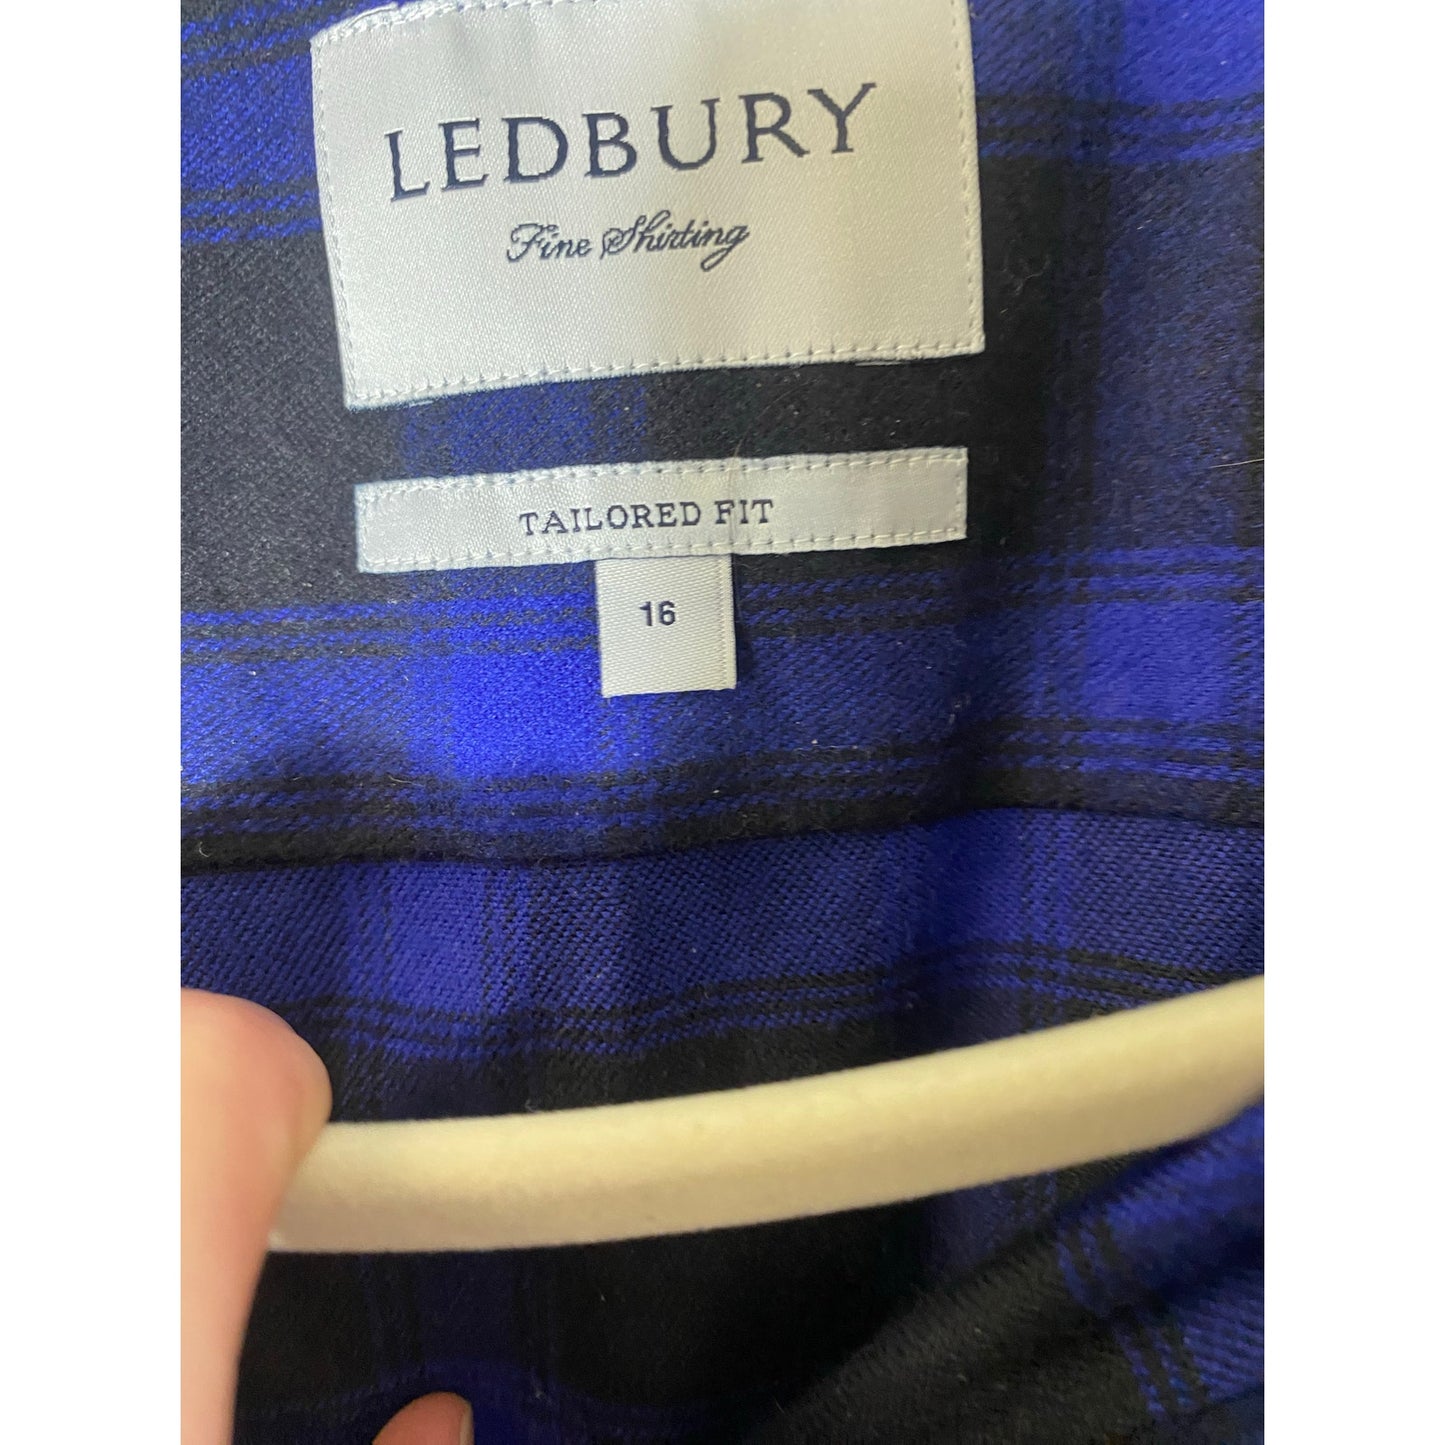 LEDBURY
Fine Shirting
TAILORED FIT
16